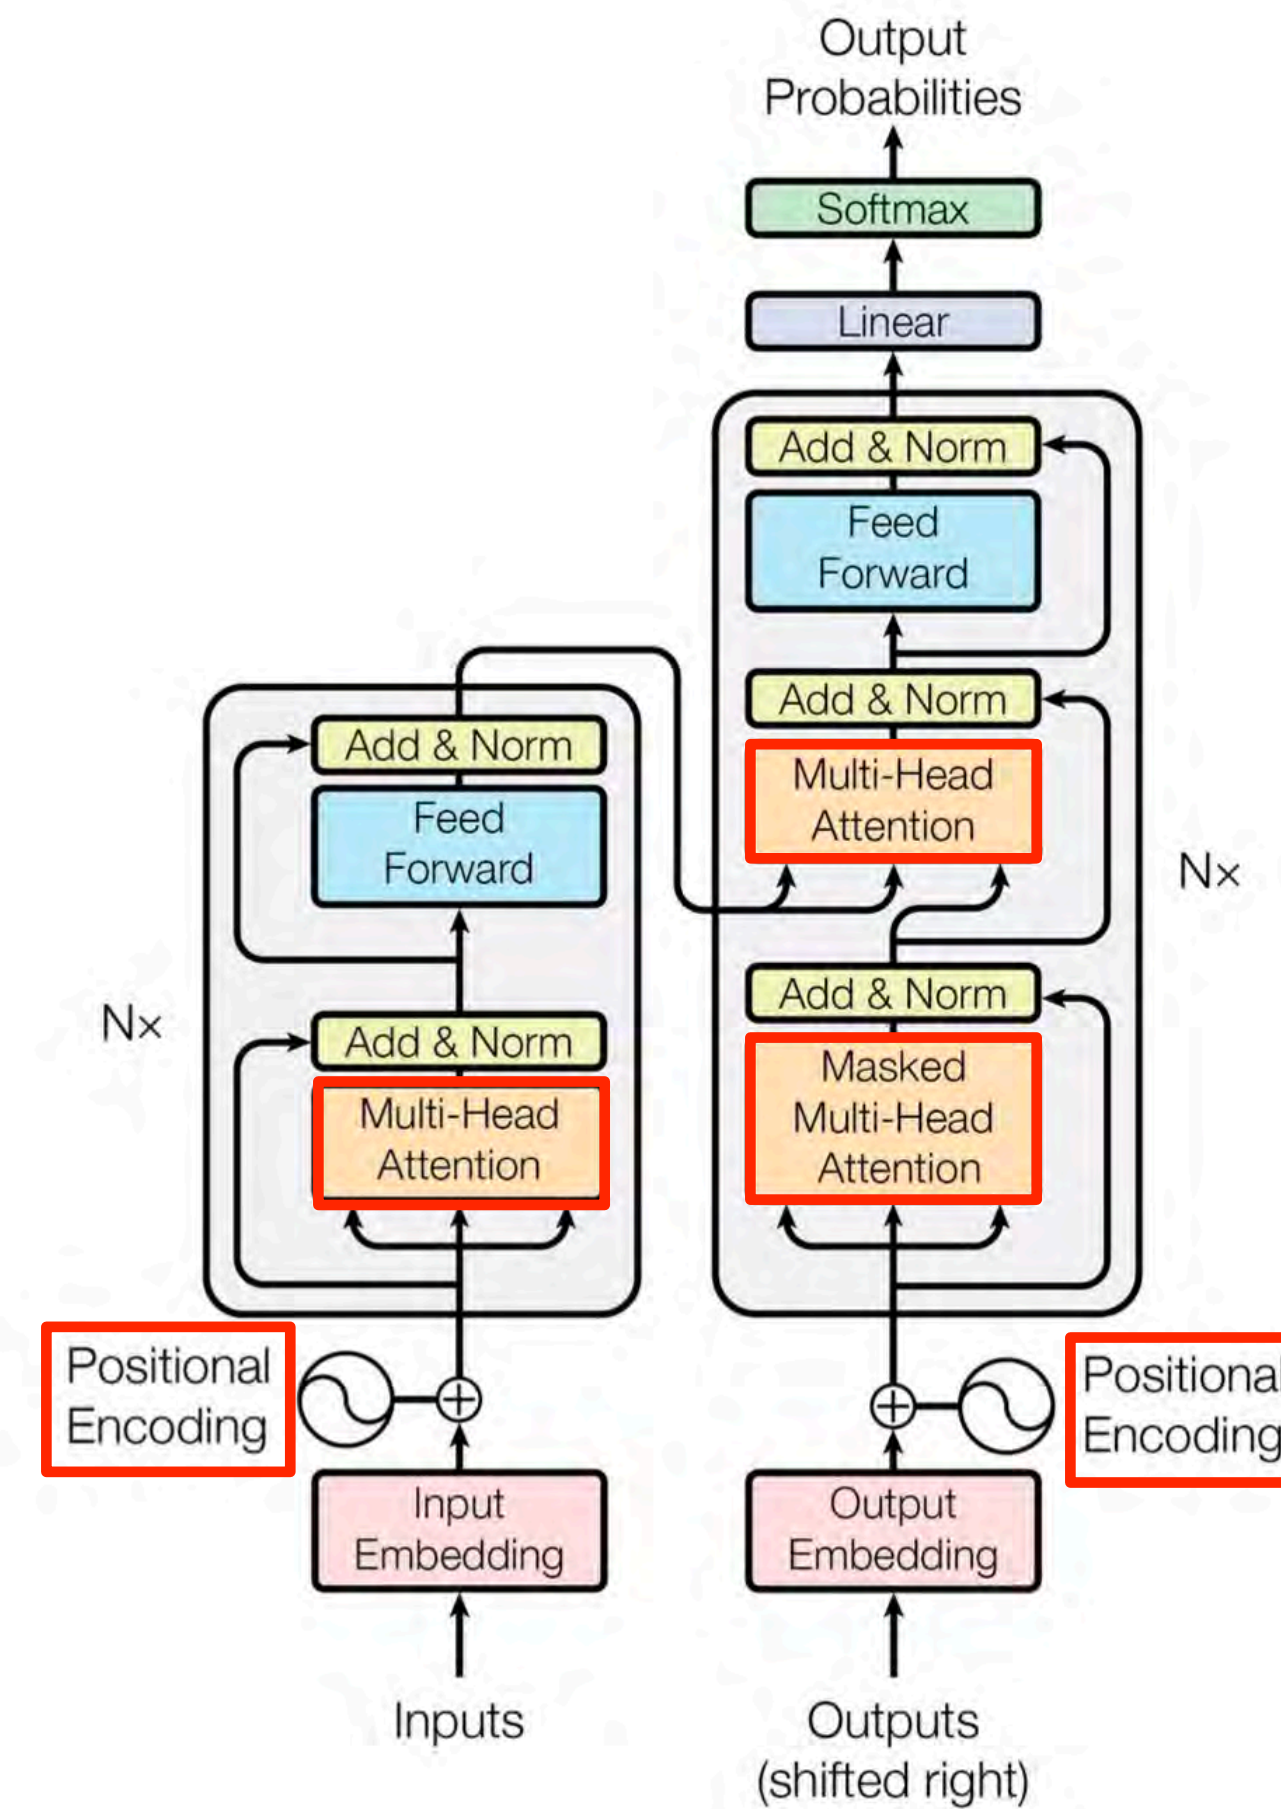 Output
Probabilities
Softmax
Linear
Add & Norm
Feed
Forward
Add & Norm
Multi-Head
Attention
Nx
Add & Norm
Masked
Multi-Head
Attention
Add & Norm
Feed
Forward
Nx
Add & Norm
Multi-Head
Attention
Positional
Encoding
Positional
Encoding
Input
Embedding
Output
Embedding
Inputs
Outputs
(shifted right)